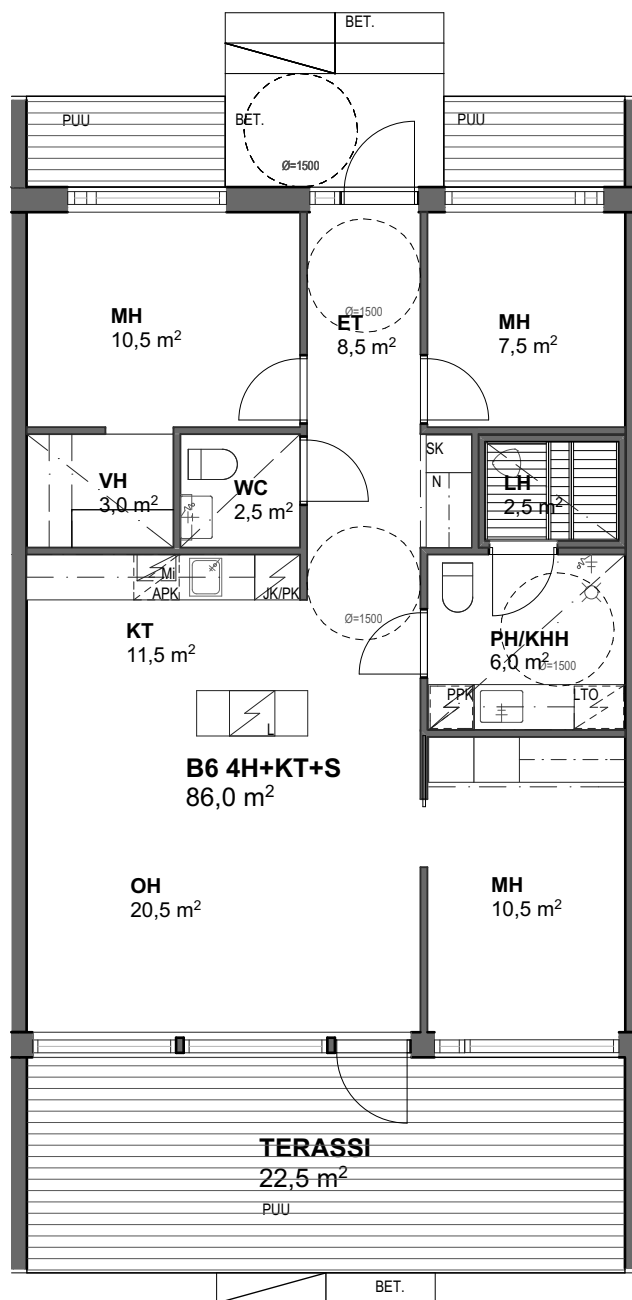 BET.
PUU
BET.
PUU
Ø=1500
MH
10,5 m²
Ø=1500
ET
8,5 m²
MH
7,5 m²
VH
3,0 m²
WC
2,5 m²
SK
N
LH
2,5 m²
Mi
APK
JK/PK
KT
11,5 m²
Ø=1500
PH/KHH
6,0 m²
Ø=1500
PPK
LTO
L
B6 4H+KT+S
86,0 m²
OH
20,5 m²
MH
10,5 m²
TERASSI
22,5 m²
PUU
BET.